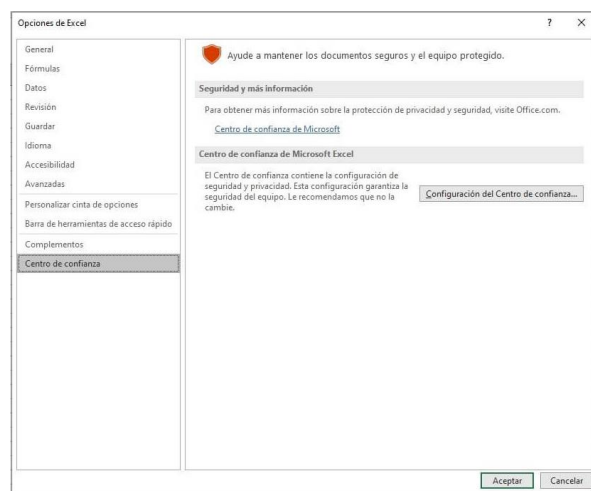 Opciones de Excel
?
General
Fórmulas
Datos
Revisión
Guardar
Idioma
Accesibilidad
Avanzadas
Personalizar cinta de opciones
Barra de herramientas de acceso rápido
Complementos
Centro de confianza
Ayude a mantener los documentos seguros y el equipo protegido.
Seguridad y más información
Para obtener más información sobre la protección de privacidad y seguridad, visite Office.com.
Centro de confianza de Microsoft
Centro de confianza de Microsoft Excel
El Centro de confianza contiene la configuración de
seguridad y privacidad. Esta configuración garantiza la
seguridad del equipo. Le recomendamos que no la
cambie.
Configuración del Centro de confianza...
Aceptar
Cancelar